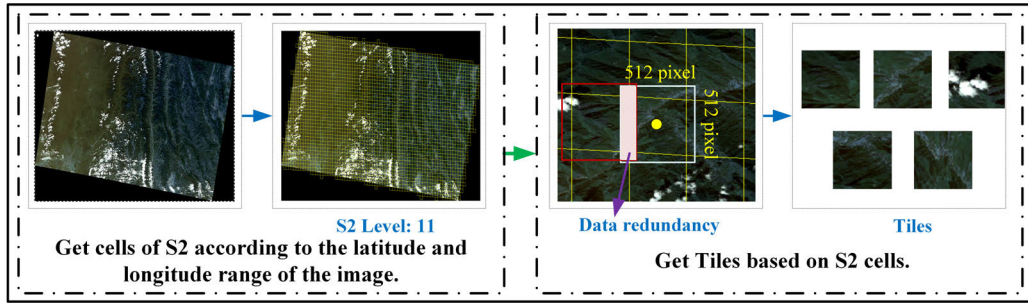 S2 Level: 11
Get cells of S2 according to the latitude and
longitude range of the image.
512 pixel
512 pixel
Data redundancy
Tiles
Get Tiles based on S2 cells.